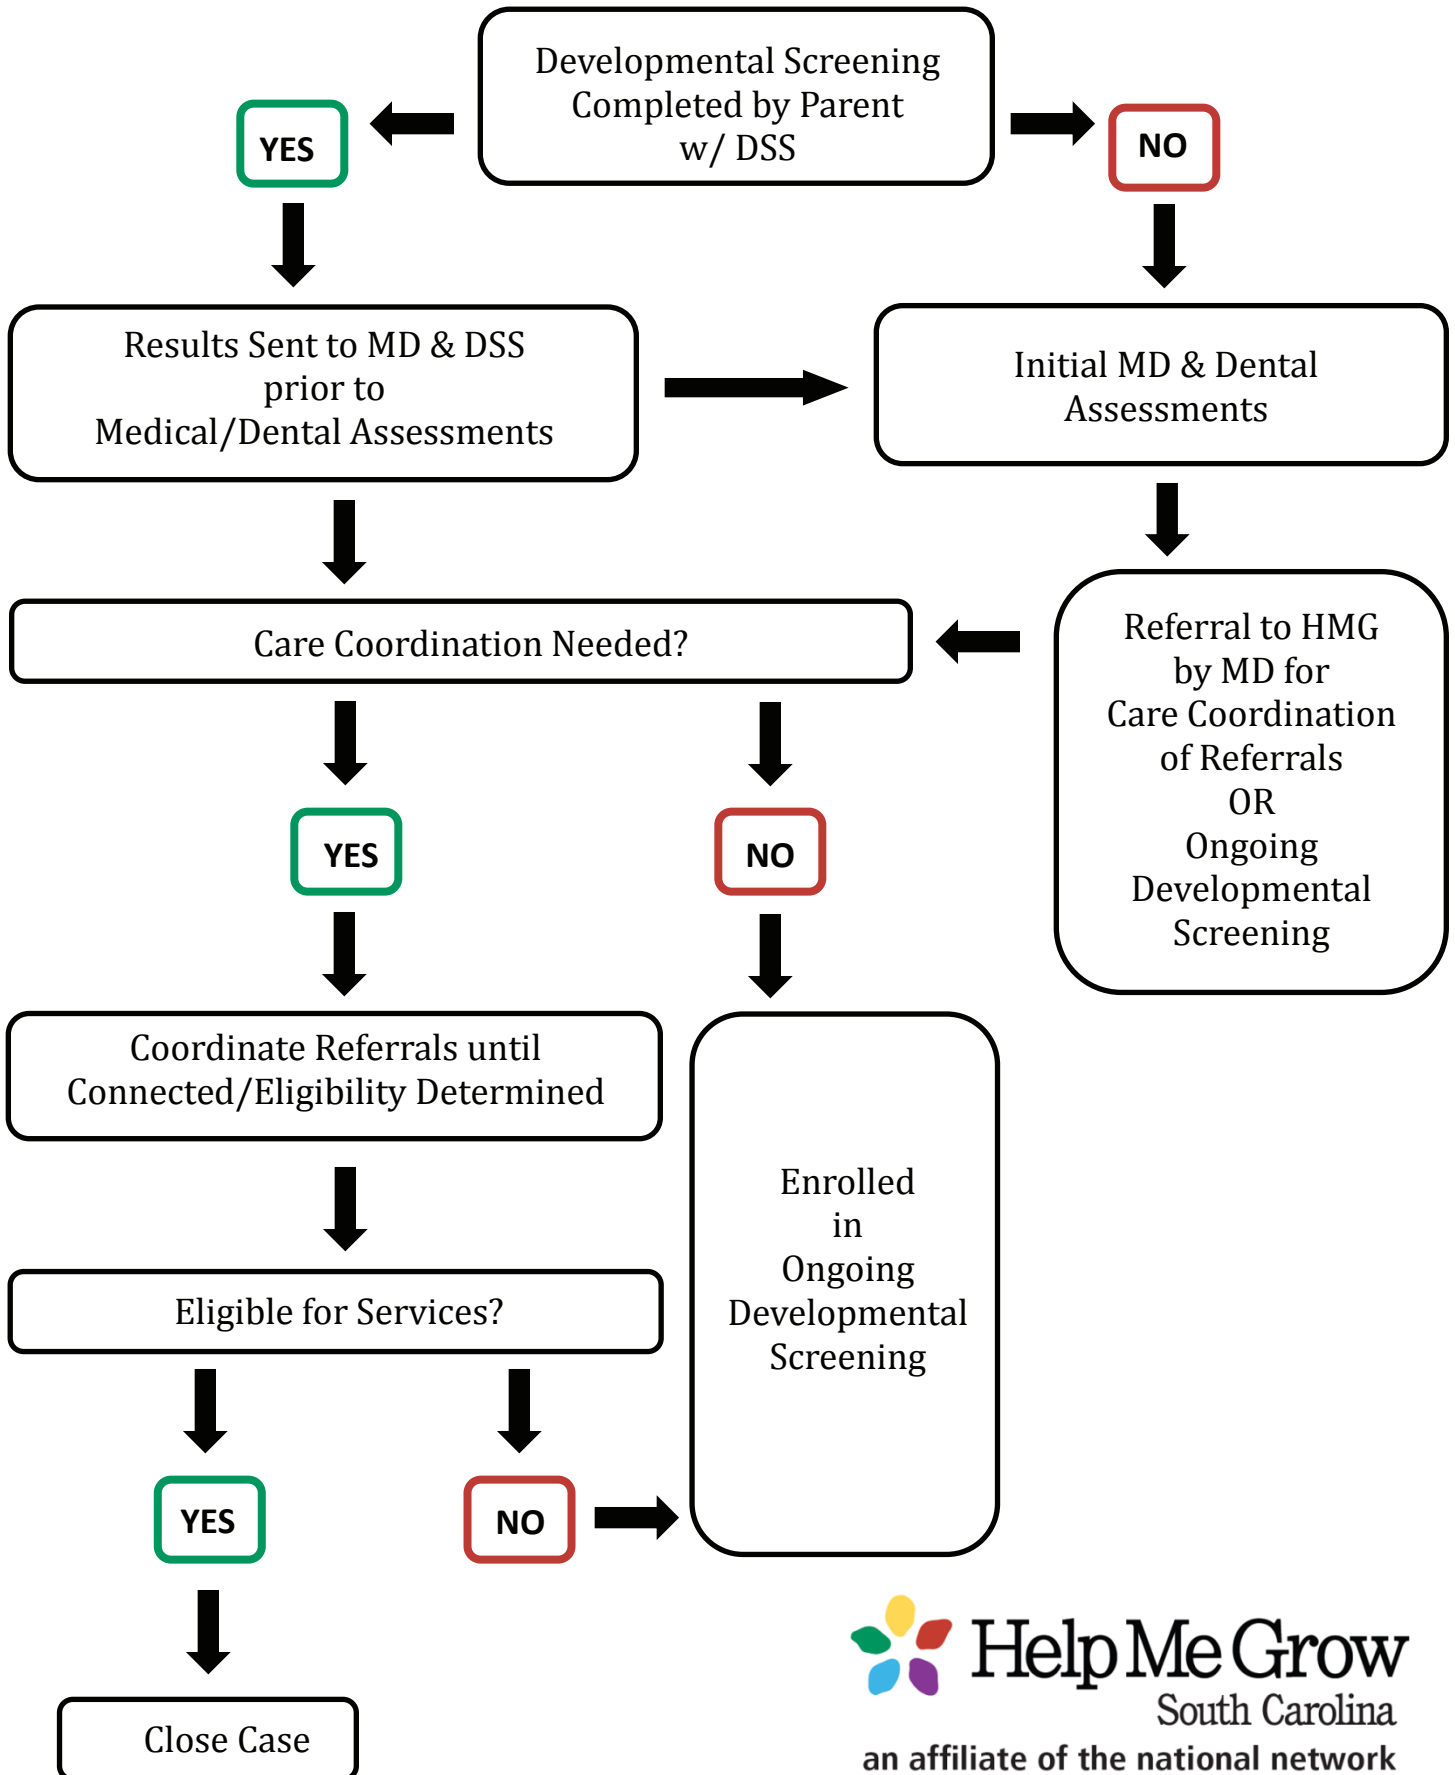 Developmental Screening
Completed by Parent
w/ DSS
YES
NO
Results Sent to MD & DSS
prior to
Medical/Dental Assessments
Initial MD & Dental
Assessments
Care Coordination Needed?
Referral to HMG
by MD for
Care Coordination
of Referrals
OR
Ongoing
Developmental
Screening
YES
NO
Coordinate Referrals until
Connected/Eligibility Determined
Enrolled
in
Ongoing
Developmental
Screening
Eligible for Services?
YES
NO
Close Case
Help Me Grow
South Carolina
an affiliate of the national network